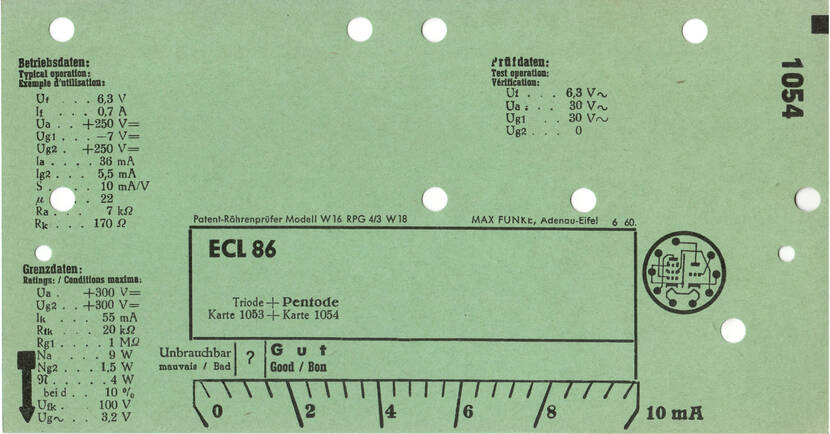 Betriebsdaten:
Typical operation:
Exemple d'utilisation:
Uf . . . 6,3 V
If . . . 0,7 A
Ua . . +250 V=
Ug1 . . . −7 V=
Ug2 . +250 V=
Ia . . . . 36 mA
Ig2 . . . 5,5 mA
S . . . . 10 mA/V
µ . . . . 22
Ra . . . . 7 kΩ
Rk . . . 170 Ω
Grenzdaten:
Ratings: / Conditions maxima:
Ua . +300 V=
Ug2 . . +300 V=
Ik . . . 55 mA
Rfk . . . 20 kΩ
Rg1 . . . . 1 MΩ
Na . . . . 9 W
Ng2 . . . 1,5 W
𝔑 . . . . . 4 W
bei d . . 10 %
Ufk . . 100 V
Ug~ . . . 3,2 V
Prüfdaten:
Test operation:
Vérification:
Uf . . . 6,3 V~
Ua . . . 30 V~
Ug1 . . 30 V~
Ug2 . . . 0
1054
Patent-Röhrenprüfer Modell W16 RPG 4/3 W18
MAX FUNKE, Adenau-Eifel 6 60.
ECL 86
Triode + Pentode
Karte 1053 + Karte 1054
Unbrauchbar
mauvais / Bad
?
Gut
Good / Bon
0 2 4 6 8 10 mA